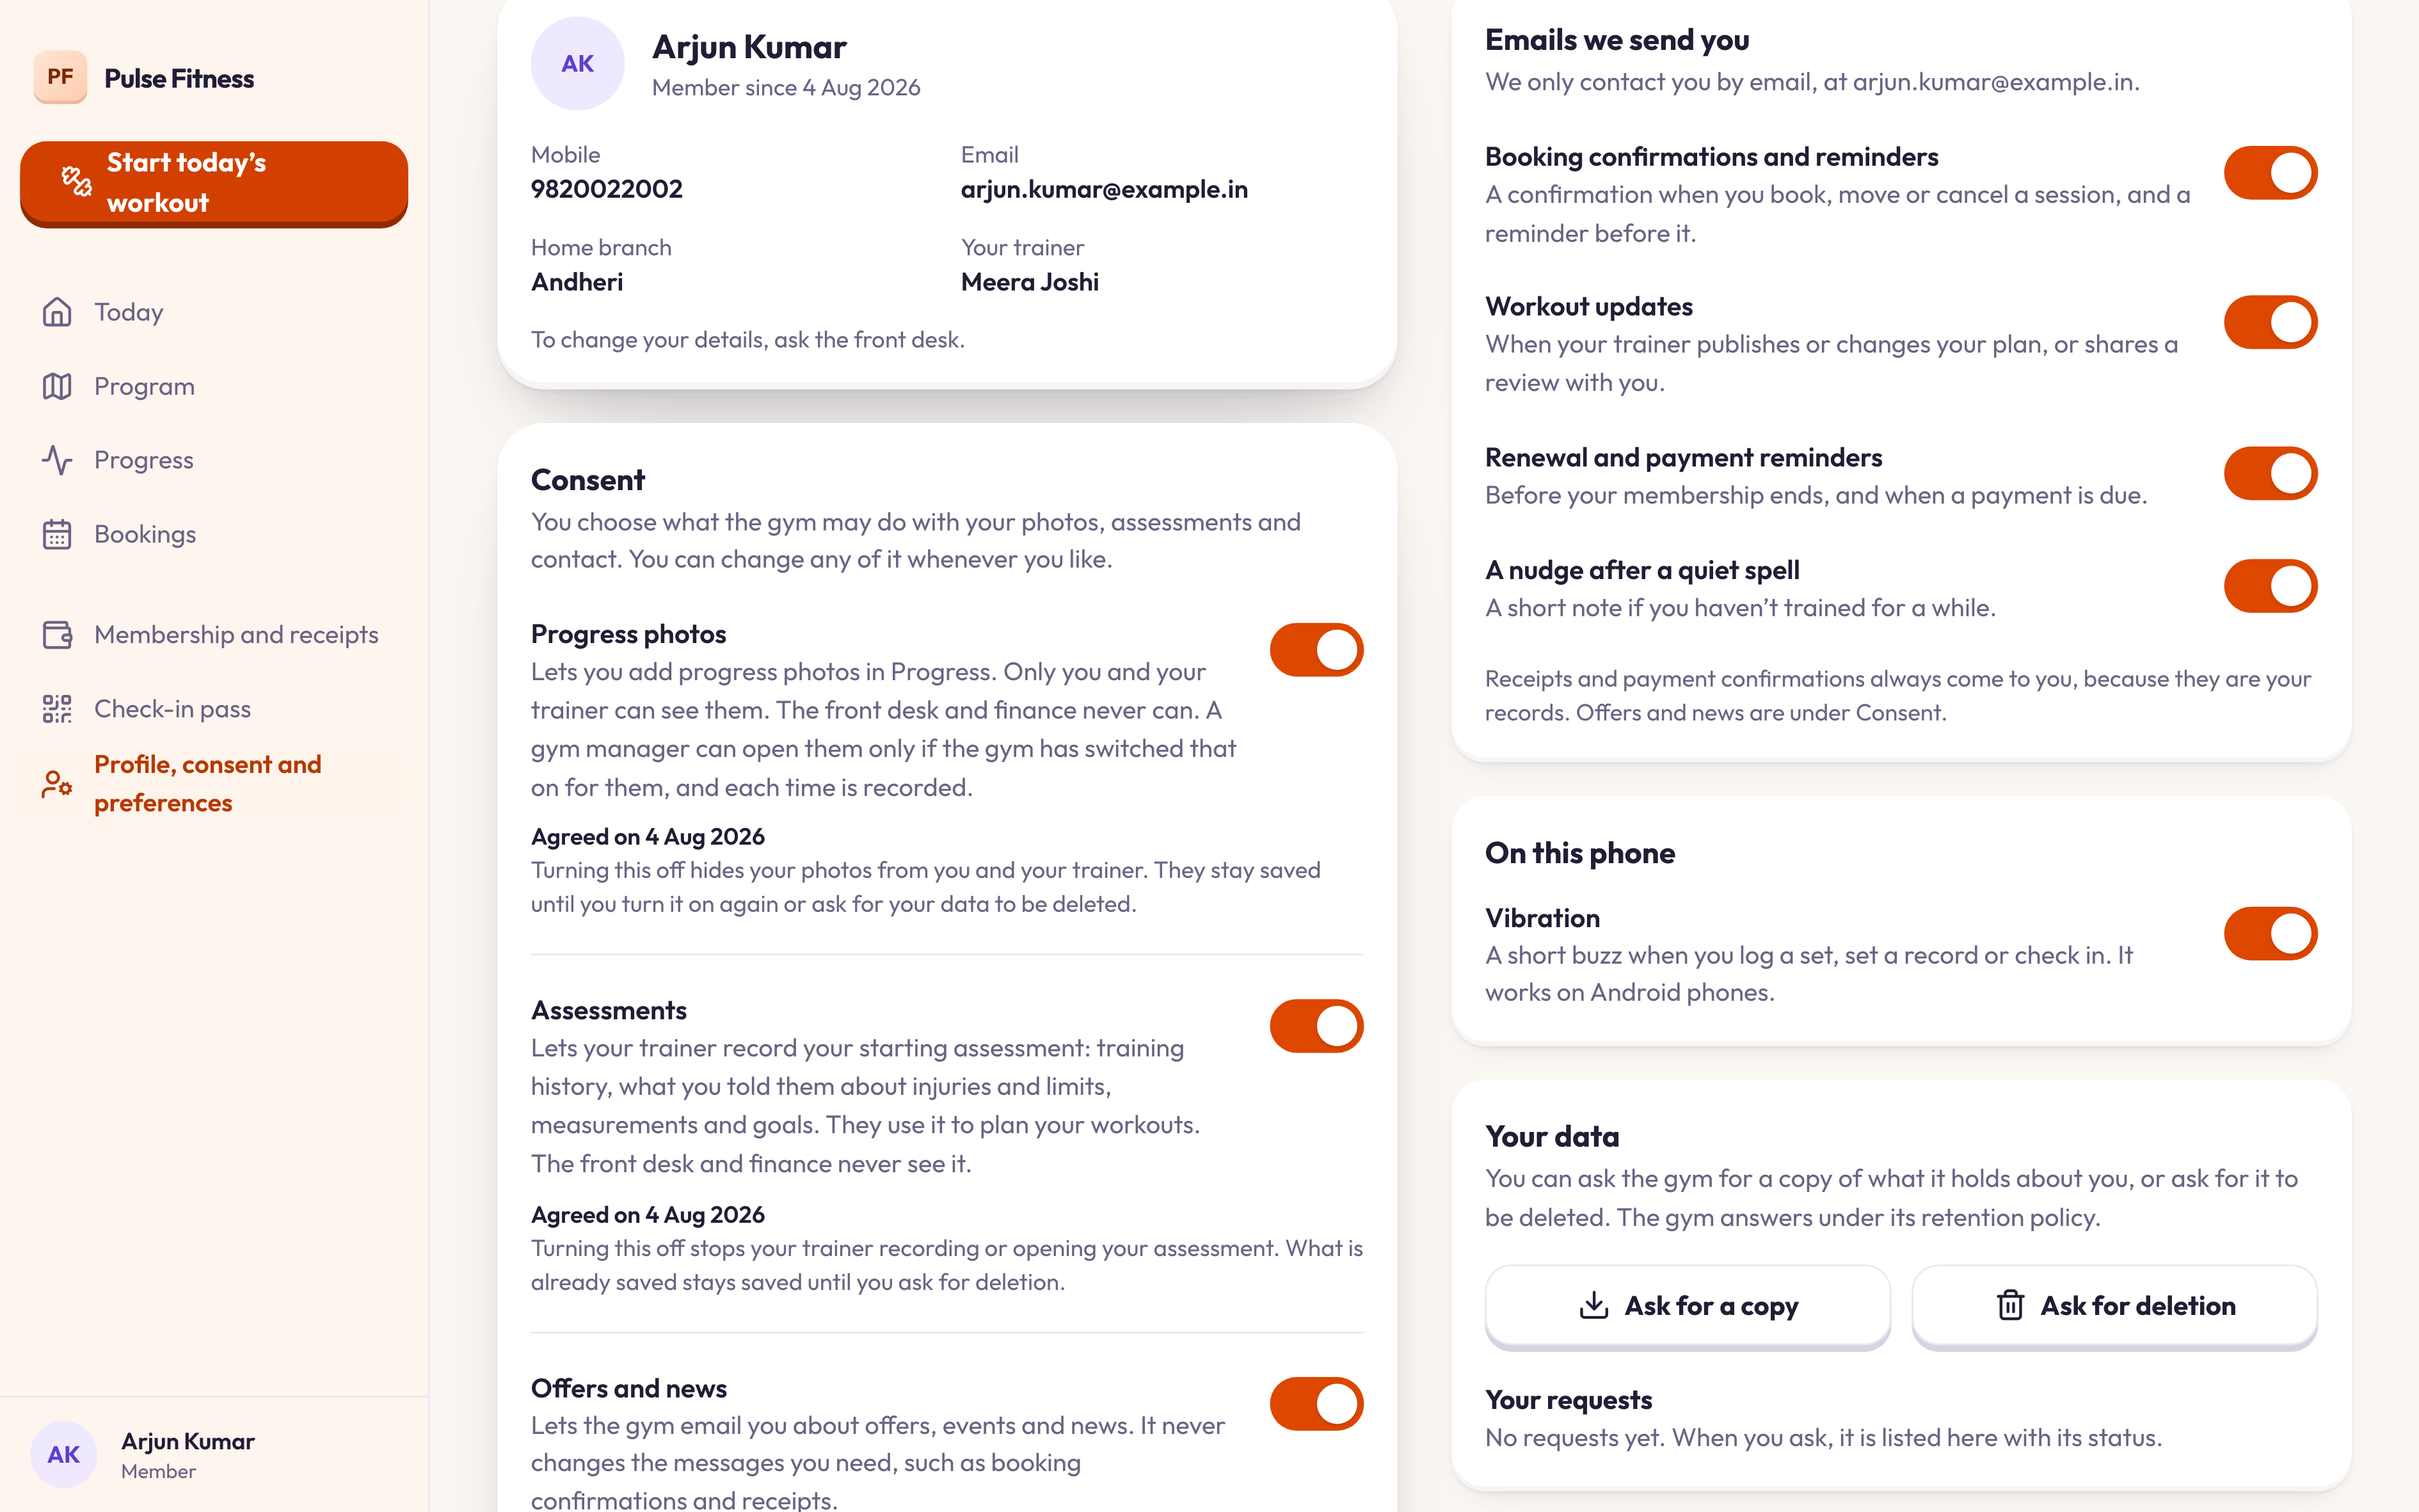 PF
Pulse Fitness
Start today’s
workout
Today
Program
Progress
Bookings
Membership and receipts
Check-in pass
Profile, consent and
preferences
AK
Arjun Kumar
Member
AK
Arjun Kumar
Member since 4 Aug 2026
Mobile
9820022002
Email
arjun.kumar@example.in
Home branch
Andheri
Your trainer
Meera Joshi
To change your details, ask the front desk.
Consent
You choose what the gym may do with your photos, assessments and
contact. You can change any of it whenever you like.
Progress photos
Lets you add progress photos in Progress. Only you and your
trainer can see them. The front desk and finance never can. A
gym manager can open them only if the gym has switched that
on for them, and each time is recorded.
Agreed on 4 Aug 2026
Turning this off hides your photos from you and your trainer. They stay saved
until you turn it on again or ask for your data to be deleted.
Assessments
Lets your trainer record your starting assessment: training
history, what you told them about injuries and limits,
measurements and goals. They use it to plan your workouts.
The front desk and finance never see it.
Agreed on 4 Aug 2026
Turning this off stops your trainer recording or opening your assessment. What is
already saved stays saved until you ask for deletion.
Offers and news
Lets the gym email you about offers, events and news. It never
changes the messages you need, such as booking
confirmations and receipts.
Emails we send you
We only contact you by email, at arjun.kumar@example.in.
Booking confirmations and reminders
A confirmation when you book, move or cancel a session, and a
reminder before it.
Workout updates
When your trainer publishes or changes your plan, or shares a
review with you.
Renewal and payment reminders
Before your membership ends, and when a payment is due.
A nudge after a quiet spell
A short note if you haven’t trained for a while.
Receipts and payment confirmations always come to you, because they are your
records. Offers and news are under Consent.
On this phone
Vibration
A short buzz when you log a set, set a record or check in. It
works on Android phones.
Your data
You can ask the gym for a copy of what it holds about you, or ask for it to
be deleted. The gym answers under its retention policy.
Ask for a copy
Ask for deletion
Your requests
No requests yet. When you ask, it is listed here with its status.